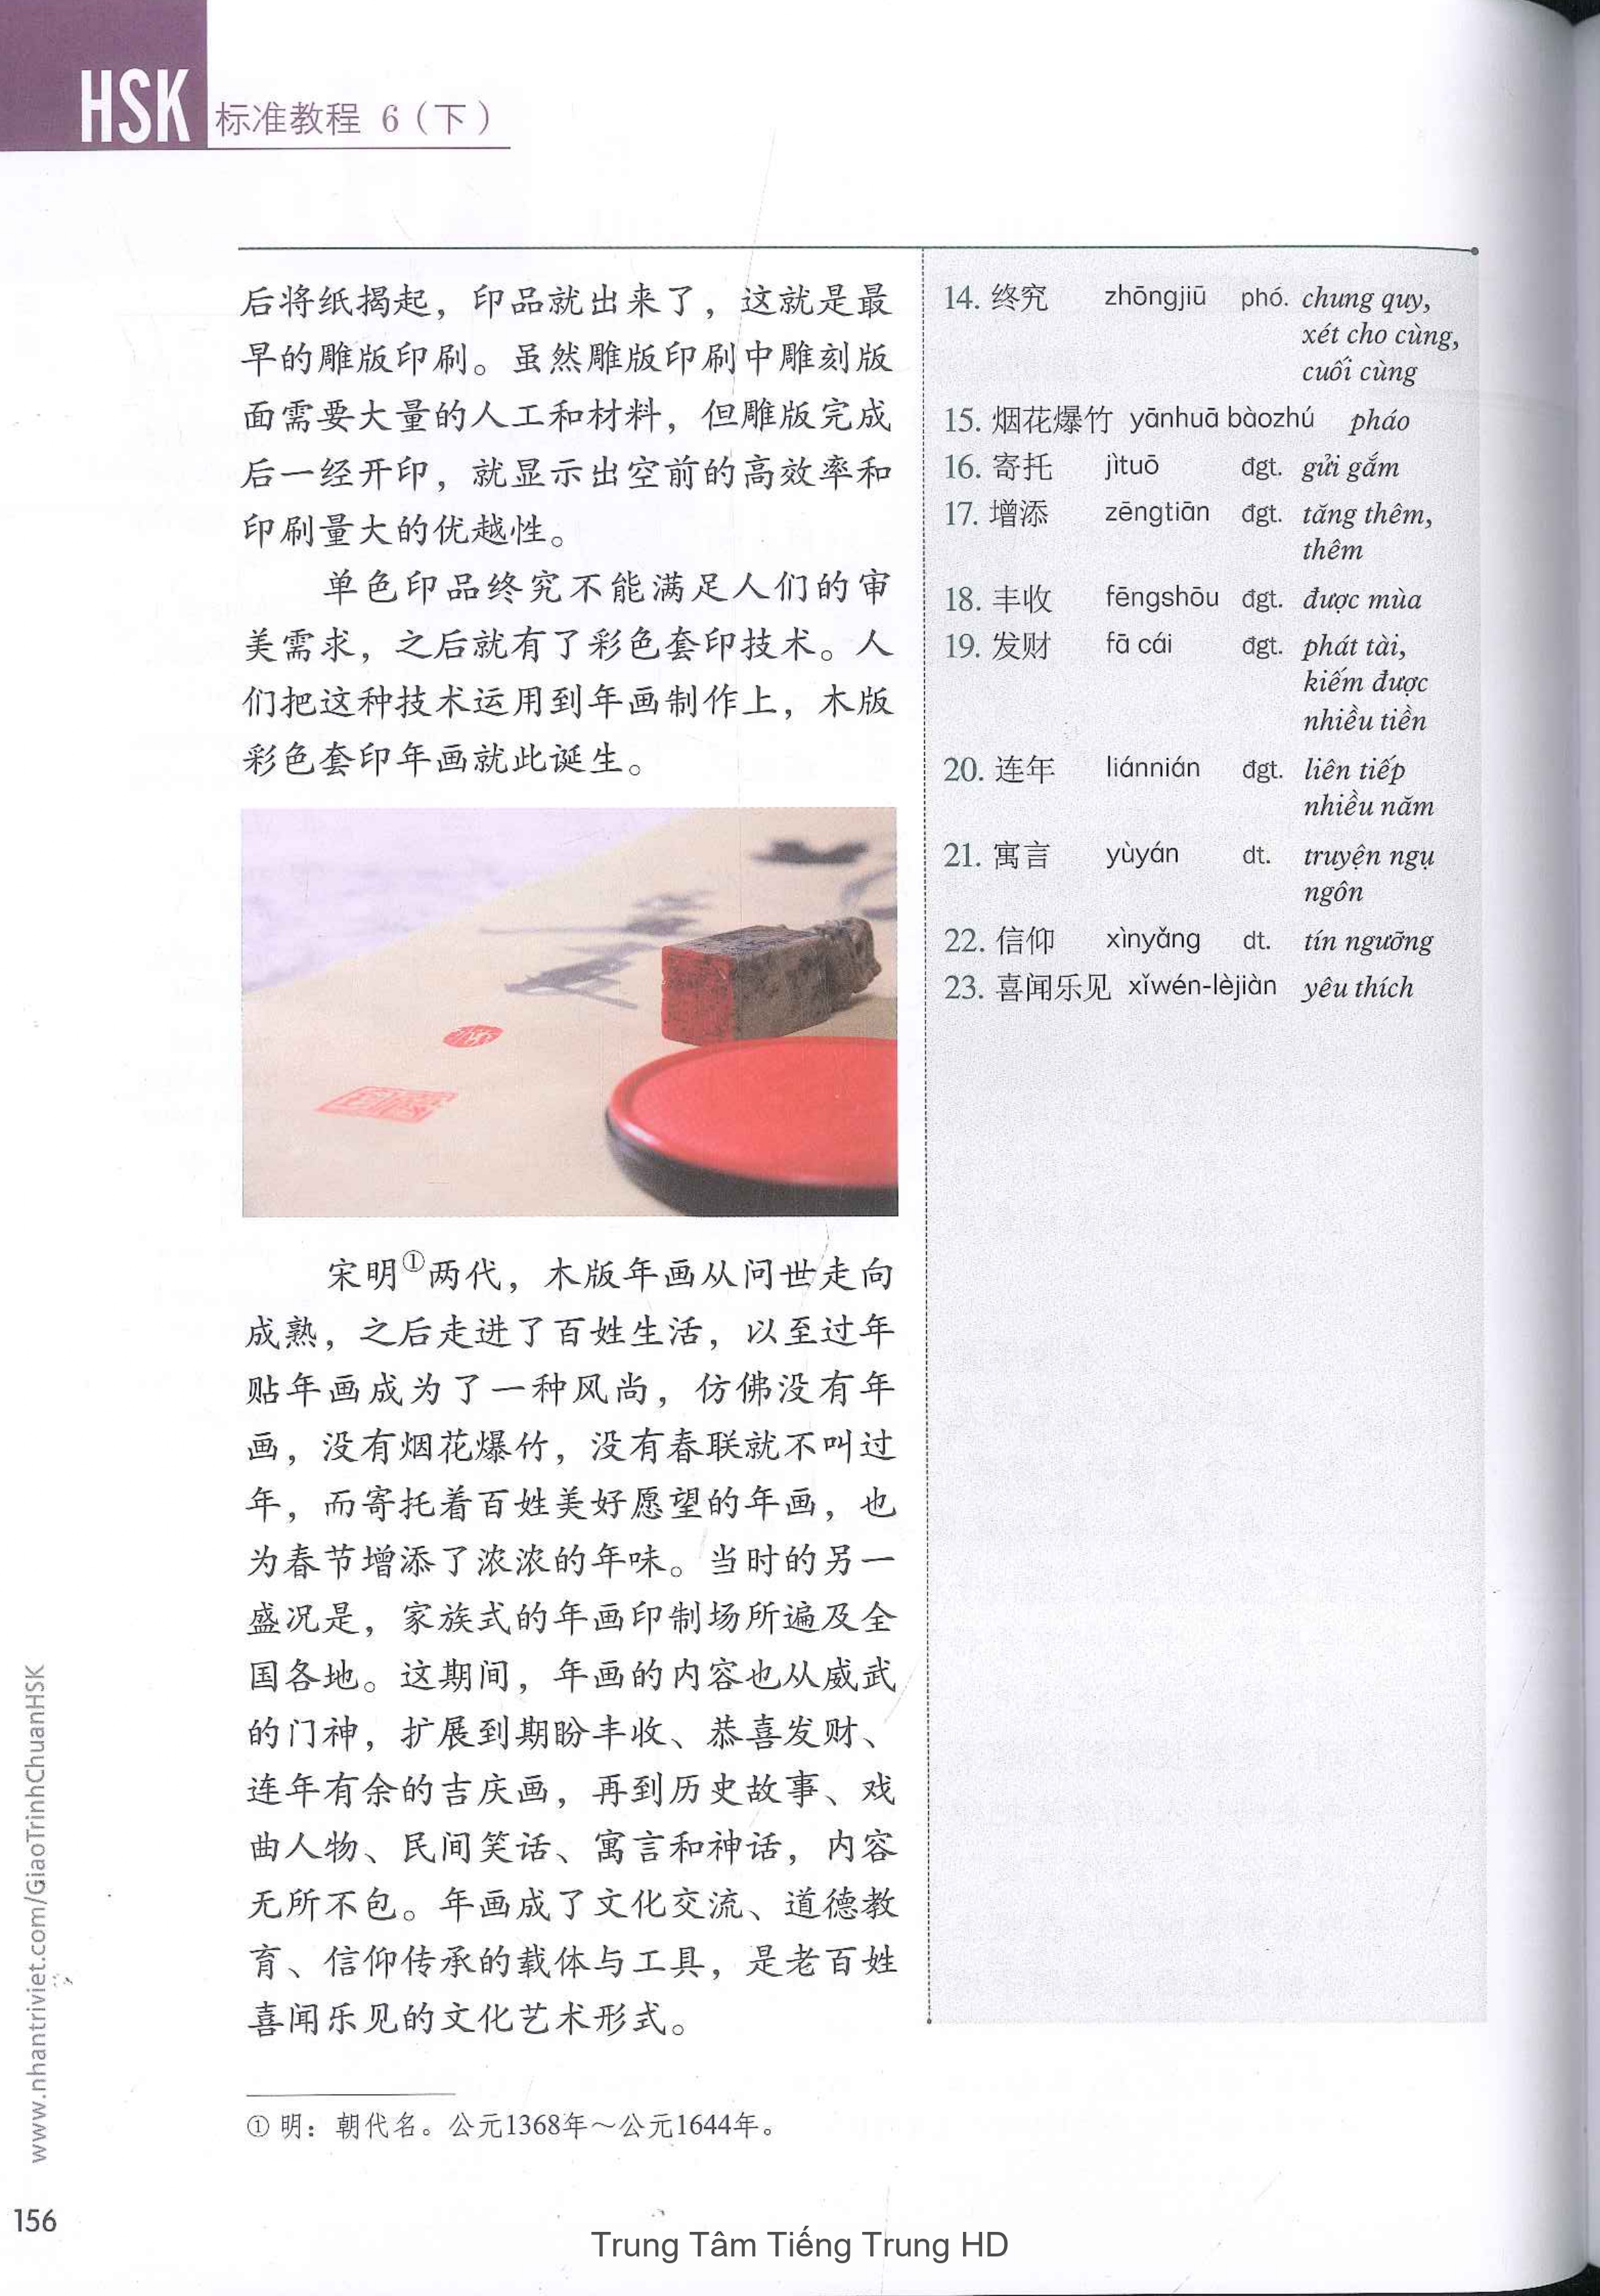 HSK 标准教程 6（下）
后将纸揭起，印品就出来了，这就是最
早的雕版印刷。虽然雕版印刷中雕刻版
面需要大量的人工和材料，但雕版完成
后一经开印，就显示出空前的高效率和
印刷量大的优越性。
单色印品终究不能满足人们的审
美需求，之后就有了彩色套印技术。人
们把这种技术运用到年画制作上，木版
彩色套印年画就此诞生。
宋明①两代，木版年画从问世走向
成熟，之后走进了百姓生活，以至过年
贴年画成为了一种风尚，仿佛没有年
画，没有烟花爆竹，没有春联就不叫过
年，而寄托着百姓美好愿望的年画，也
为春节增添了浓浓的年味。当时的另一
盛况是，家族式的年画印制场所遍及全
国各地。这期间，年画的内容也从威武
的门神，扩展到期盼丰收、恭喜发财、
连年有余的吉庆画，再到历史故事、戏
曲人物、民间笑话、寓言和神话，内容
无所不包。年画成了文化交流、道德教
育、信仰传承的载体与工具，是老百姓
喜闻乐见的文化艺术形式。
① 明：朝代名。公元1368年～公元1644年。
14. 终究 zhōngjiū phó. chung quy,
xét cho cùng,
cuối cùng
15. 烟花爆竹 yānhuā bàozhú pháo
16. 寄托 jìtuō đgt. gửi gắm
17. 增添 zēngtiān đgt. tăng thêm,
thêm
18. 丰收 fēngshōu đgt. được mùa
19. 发财 fā cái đgt. phát tài,
kiếm được
nhiều tiền
20. 连年 liánnián đgt. liên tiếp
nhiều năm
21. 寓言 yùyán dt. truyện ngụ
ngôn
22. 信仰 xìnyǎng dt. tín ngưỡng
23. 喜闻乐见 xǐwén-lèjiàn yêu thích
www.nhantriviet.com/GiaoTrinhChuanHSK
156
Trung Tâm Tiếng Trung HD